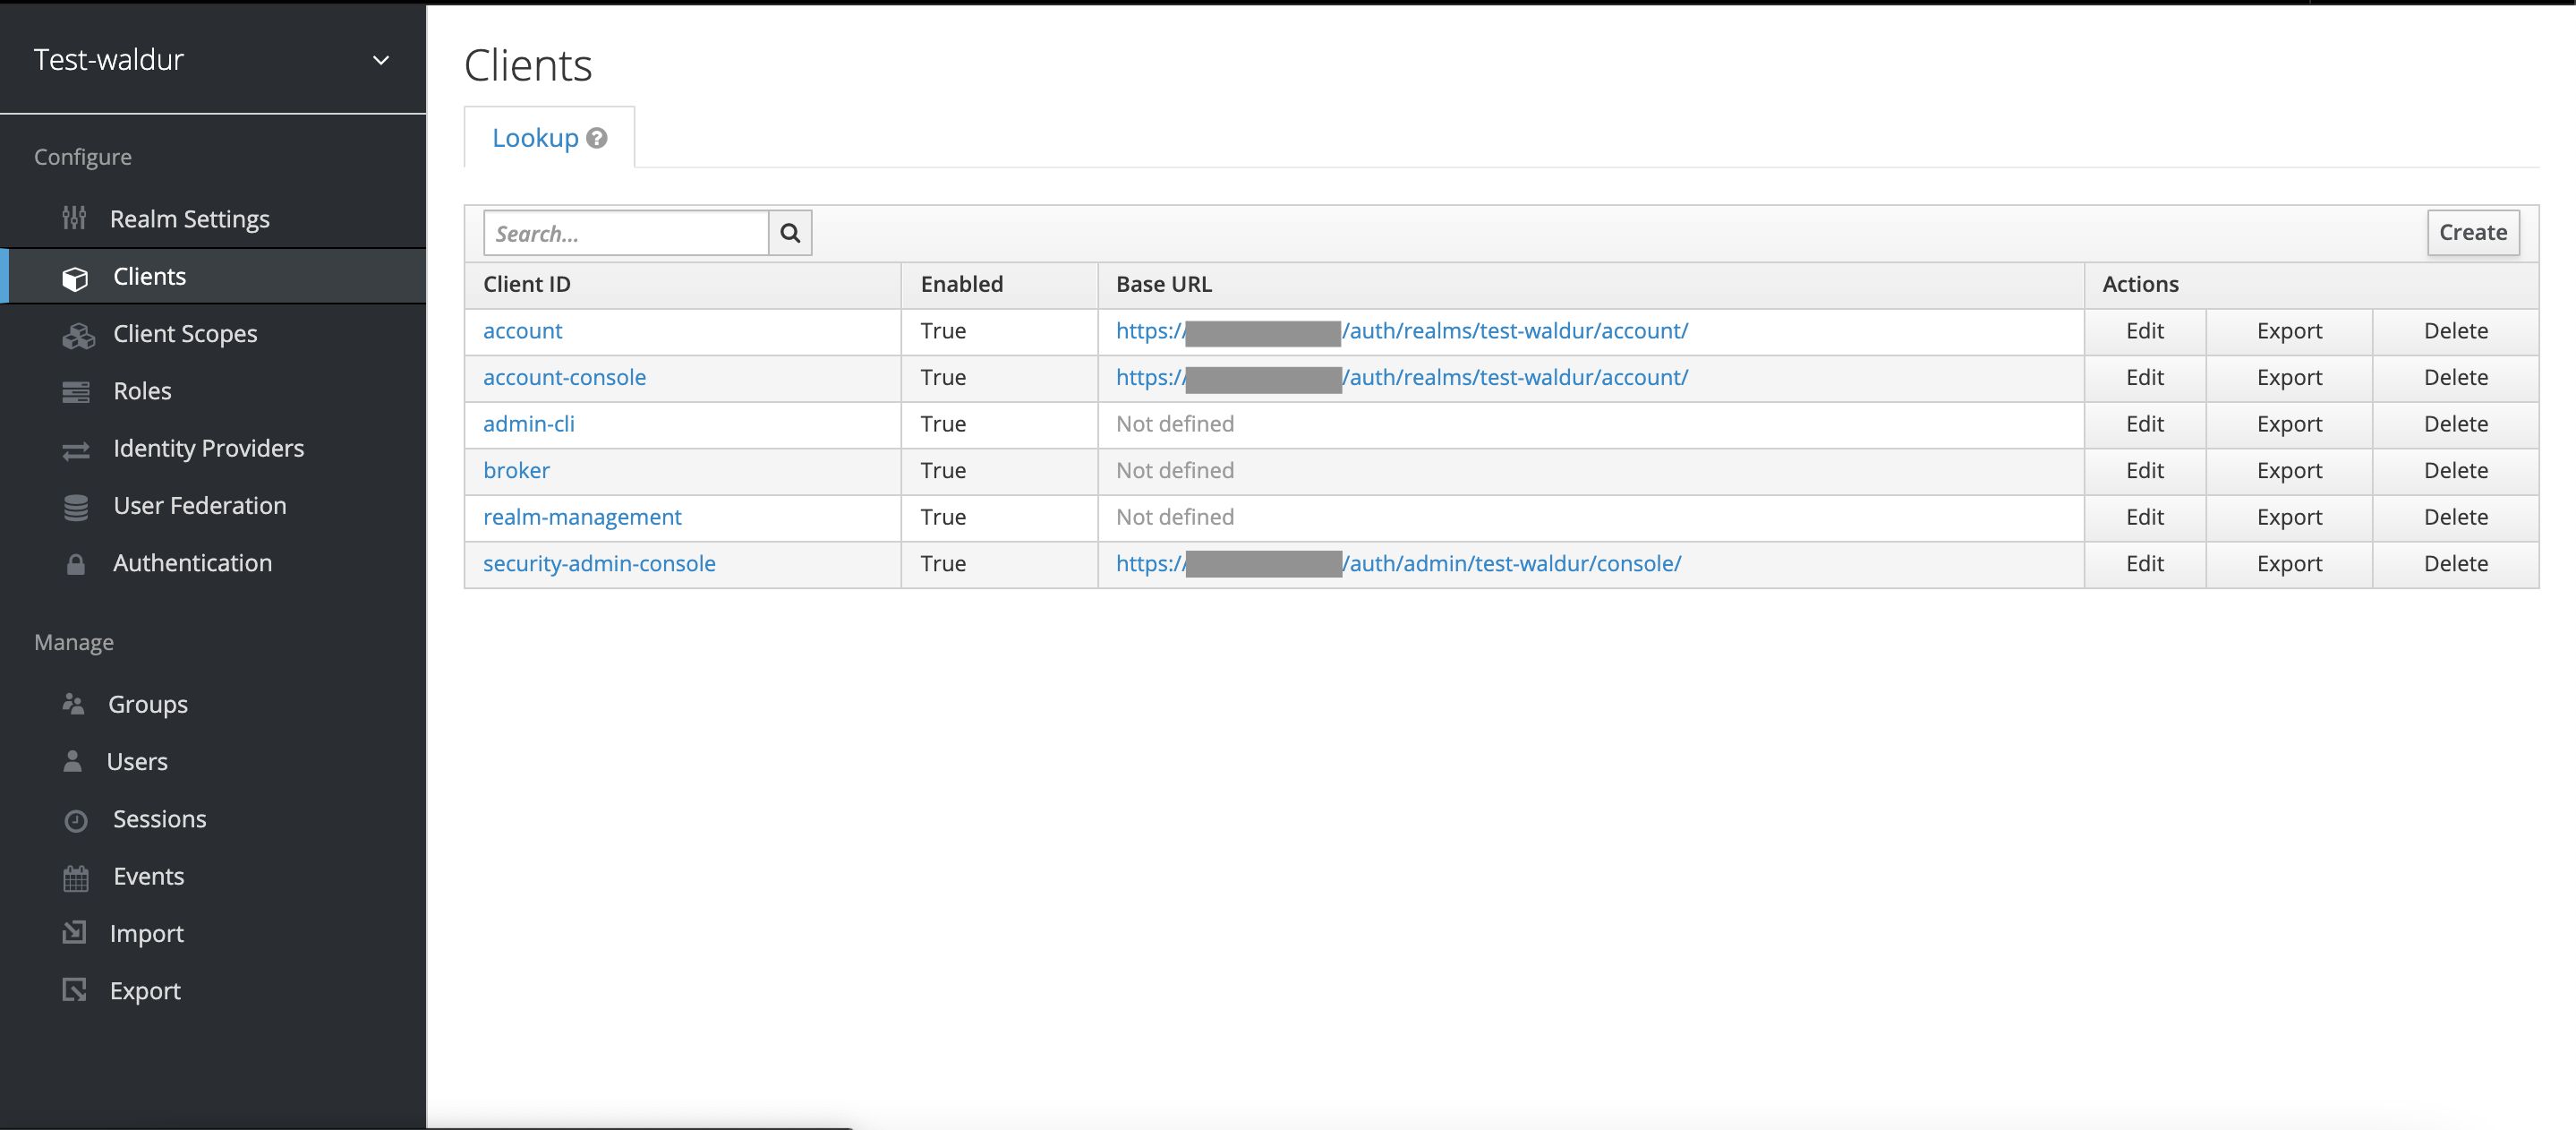 Test-waldur
Configure
Realm Settings
Clients
Client Scopes
Roles
Identity Providers
User Federation
Authentication
Manage
Groups
Users
Sessions
Events
Import
Export
Clients
Lookup ?
Search...
Create
Client ID Enabled Base URL Actions
account True https:// /auth/realms/test-waldur/account/ Edit Export Delete
account-console True https:// /auth/realms/test-waldur/account/ Edit Export Delete
admin-cli True Not defined Edit Export Delete
broker True Not defined Edit Export Delete
realm-management True Not defined Edit Export Delete
security-admin-console True https:// /auth/admin/test-waldur/console/ Edit Export Delete